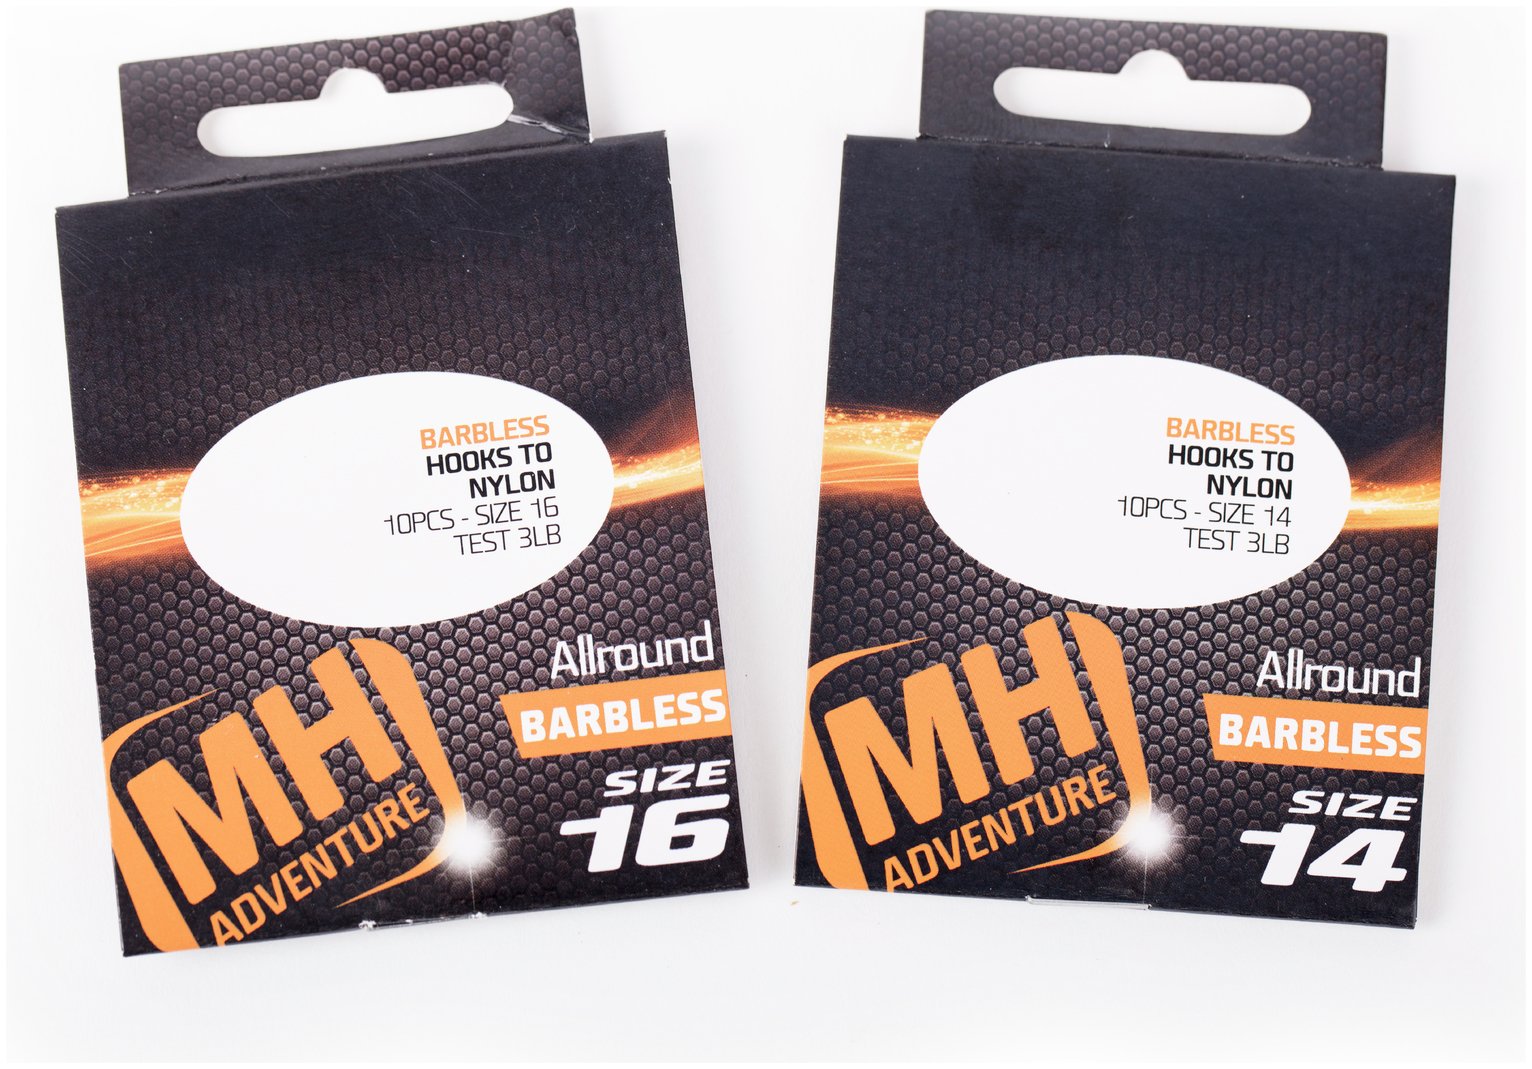 BARBLESS
HOOKS TO
NYLON
10PCS - SIZE 16
TEST 3LB
Allround
BARBLESS
SIZE
16
MH
ADVENTURE
BARBLESS
HOOKS TO
NYLON
10PCS - SIZE 14
TEST 3LB
Allround
BARBLESS
SIZE
14
MH
ADVENTURE